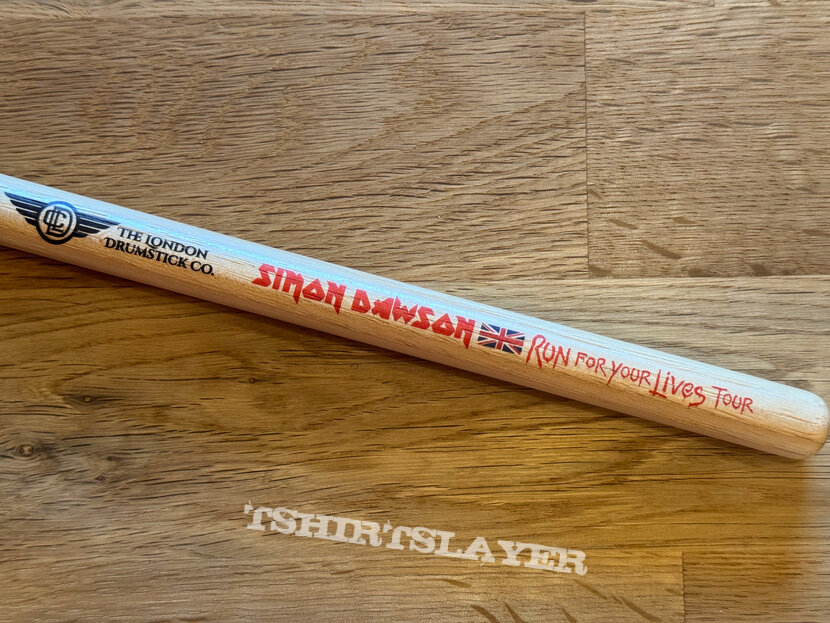 THE LONDON
DRUMSTICK CO.
SIMON DAWSON
RUN FOR YOUR LIVES TOUR
TSHIRTSLAYER